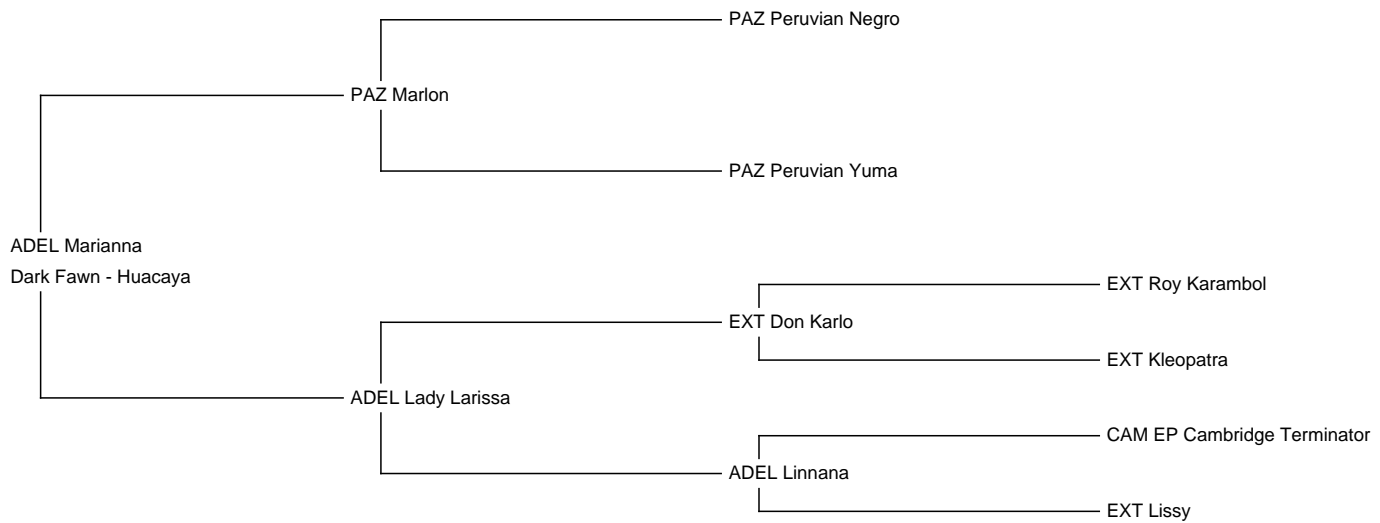 PAZ Peruvian Negro
PAZ Marlon
PAZ Peruvian Yuma
ADEL Marianna
Dark Fawn - Huacaya
EXT Roy Karambol
EXT Don Karlo
EXT Kleopatra
ADEL Lady Larissa
CAM EP Cambridge Terminator
ADEL Linnana
EXT Lissy